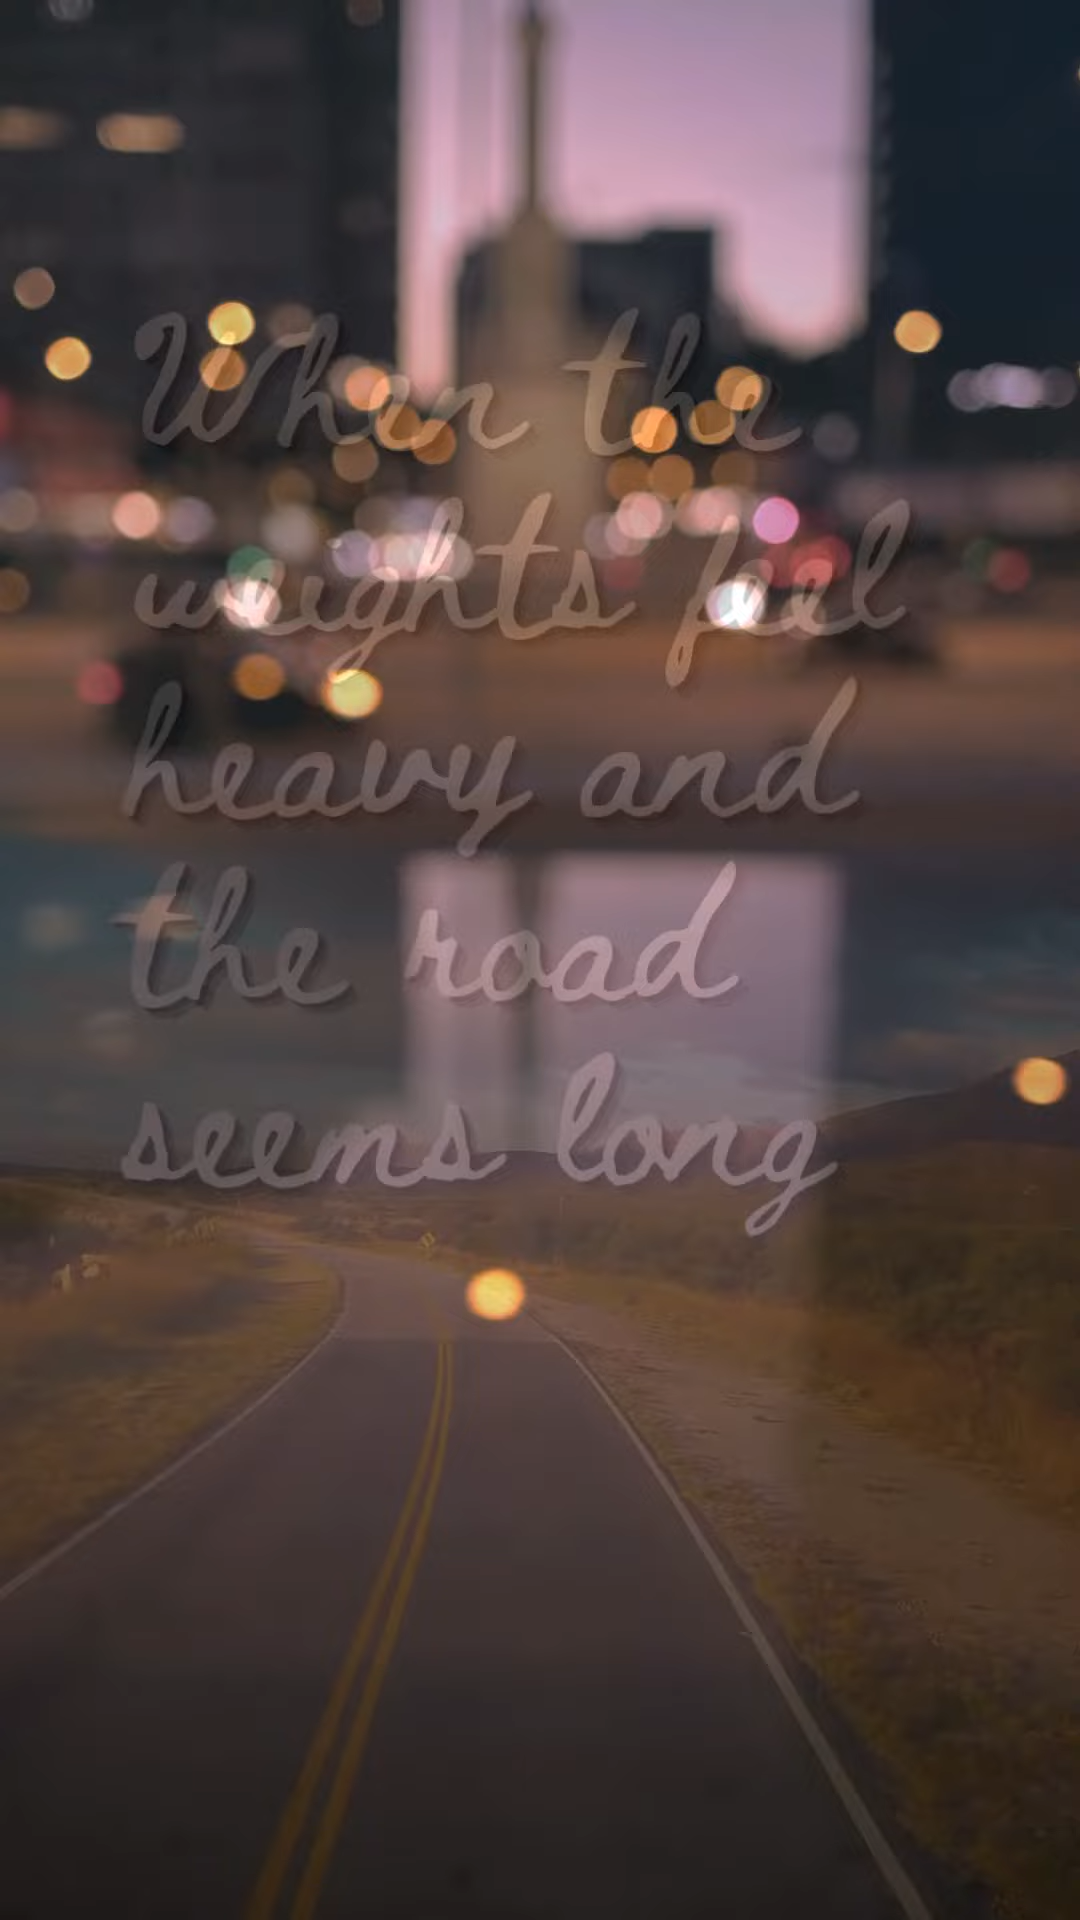 When the
weights feel
heavy and
the road
seems long